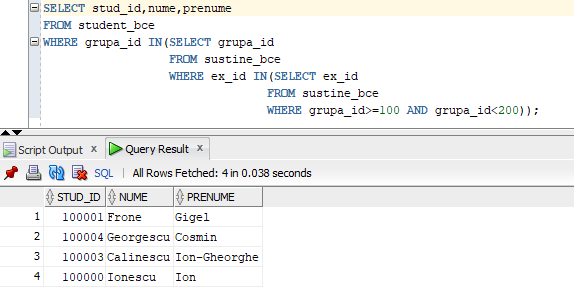 SELECT stud_id,nume,prenume
FROM student_bce
WHERE grupa_id IN(SELECT grupa_id
FROM sustine_bce
WHERE ex_id IN(SELECT ex_id
FROM sustine_bce
WHERE grupa_id>=100 AND grupa_id<200));
Script Output x Query Result x
SQL | All Rows Fetched: 4 in 0.038 seconds
STUD_ID NUME PRENUME
1 100001 Frone Gigel
2 100004 Georgescu Cosmin
3 100003 Calinescu Ion-Gheorghe
4 100000 Ionescu Ion